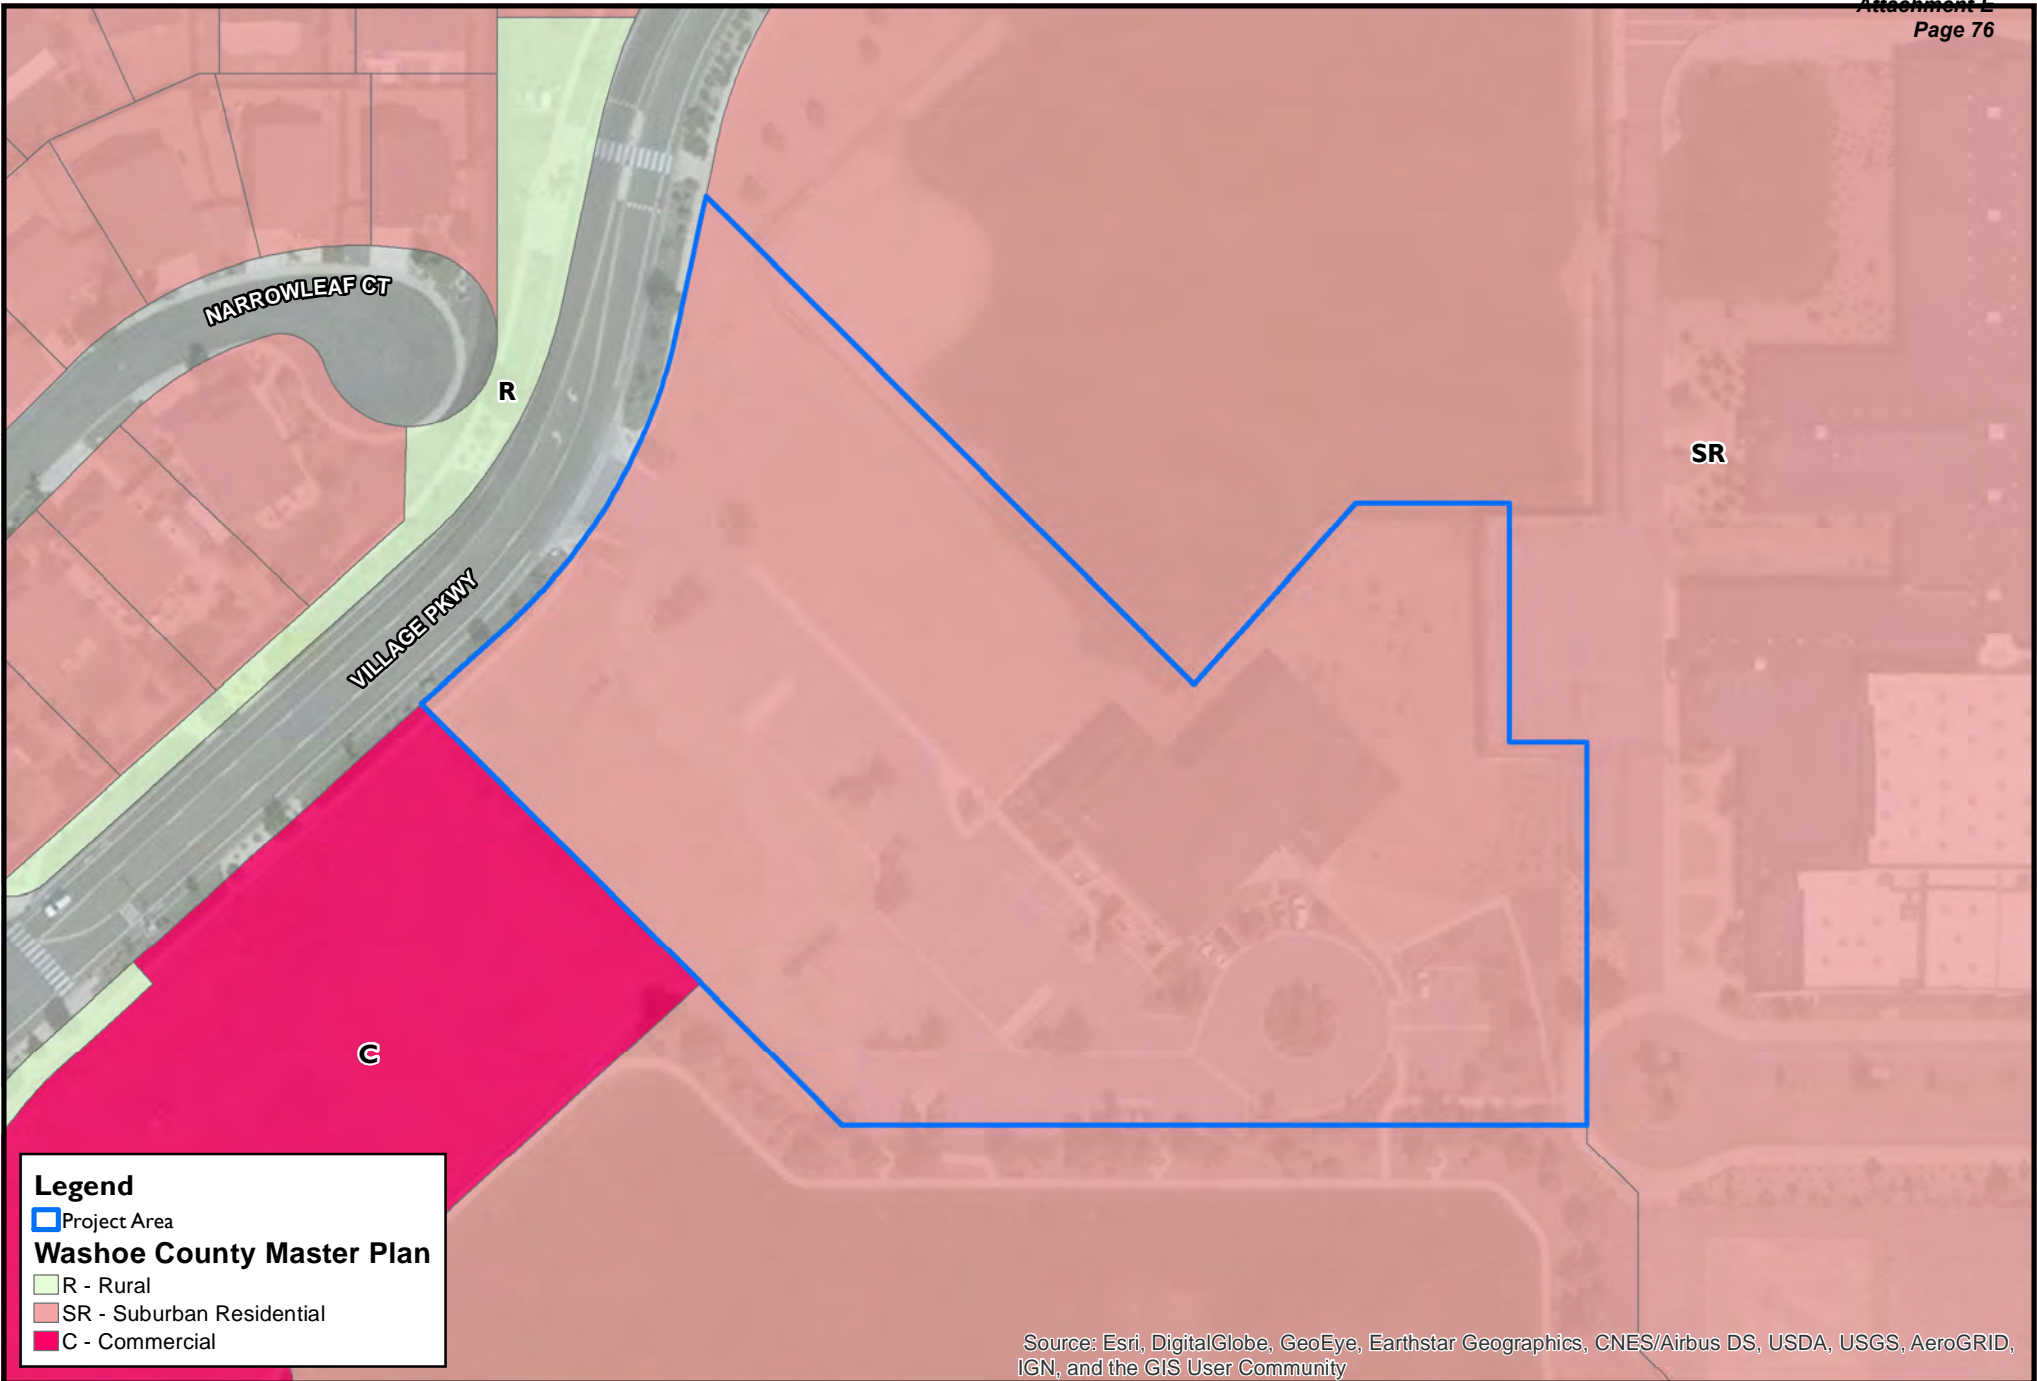 Attachment E
Page 76
NARROWLEAF CT
R
SR
VILLAGE PKWY
C
Legend
Project Area
Washoe County Master Plan
R - Rural
SR - Suburban Residential
C - Commercial
Source: Esri, DigitalGlobe, GeoEye, Earthstar Geographics, CNES/Airbus DS, USDA, USGS, AeroGRID,
IGN, and the GIS User Community